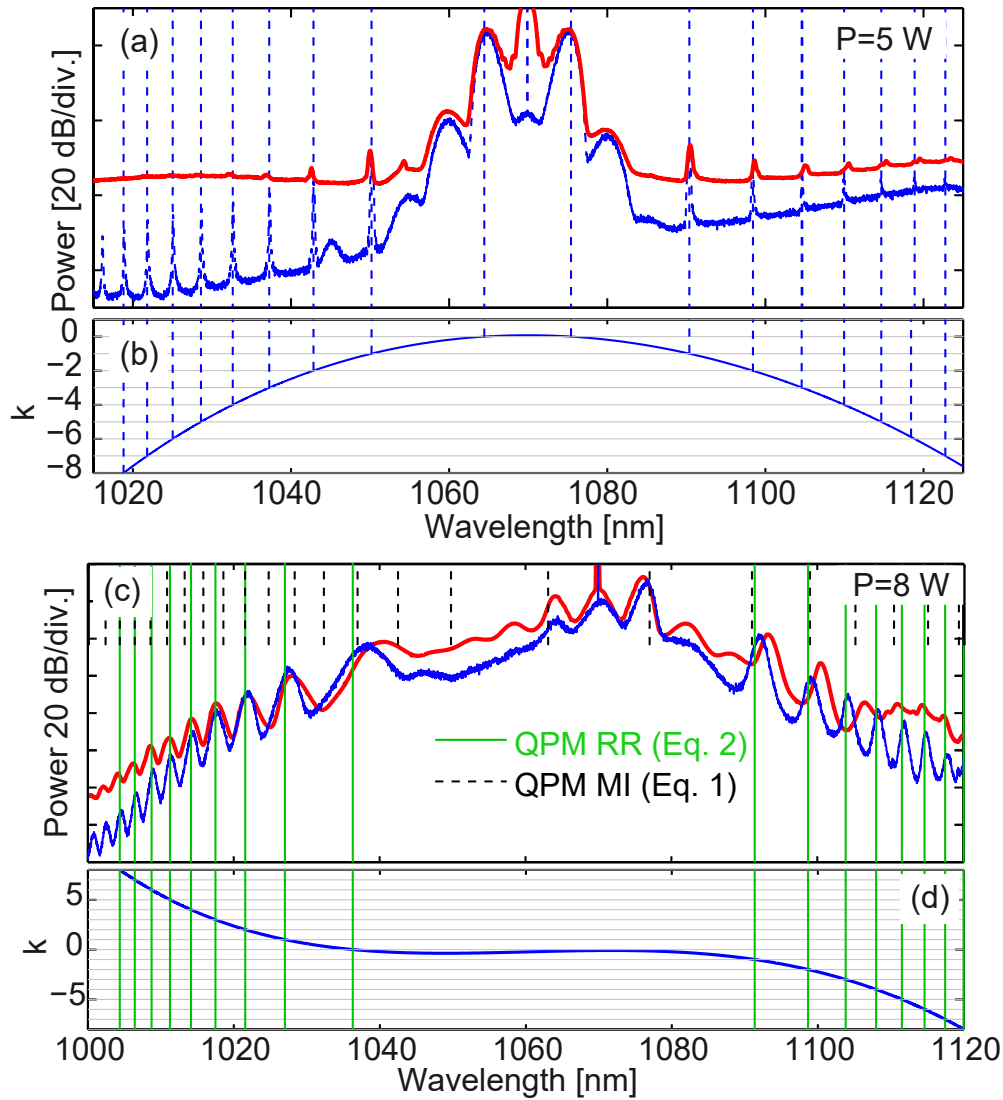 (a)
P=5 W
Power [20 dB/div.]
(b)
k
0
−2
−4
−6
−8
1020 1040 1060 1080 1100 1120
Wavelength [nm]
(c)
P=8 W
Power 20 dB/div.
QPM RR (Eq. 2)
QPM MI (Eq. 1)
(d)
k
5
0
−5
1000 1020 1040 1060 1080 1100 1120
Wavelength [nm]